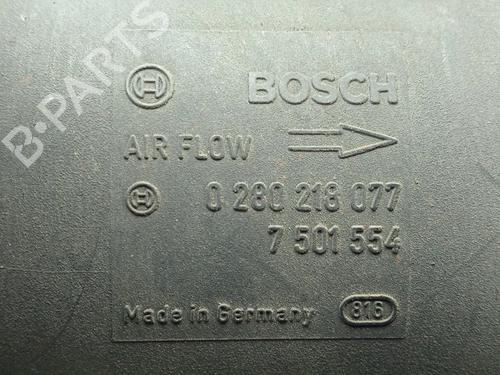 BOSCH
AIR FLOW
0 280 218 077
7 501 554
Made in Germany 816
B-PARTS